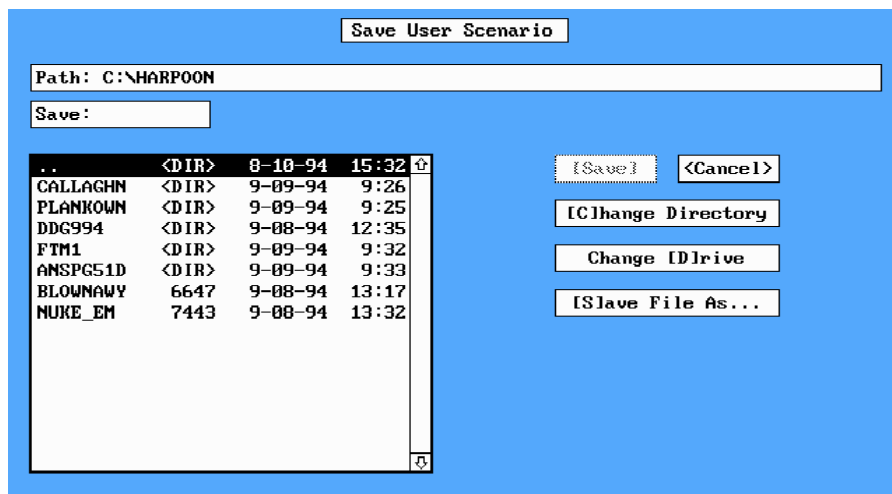 Save User Scenario
Path: C:\HARPOON
Save:
.. <DIR> 8-10-94 15:32
CALLAGHN <DIR> 9-09-94 9:26
PLANKOWN <DIR> 9-09-94 9:25
DDG994 <DIR> 9-08-94 12:35
FTM1 <DIR> 9-09-94 9:32
ANSPG51D <DIR> 9-09-94 9:33
BLOWNAWY 6647 9-08-94 13:17
NUKE_EM 7443 9-08-94 13:32
[Save] <Cancel>
[C]hange Directory
Change [D]rive
[S]ave File As...